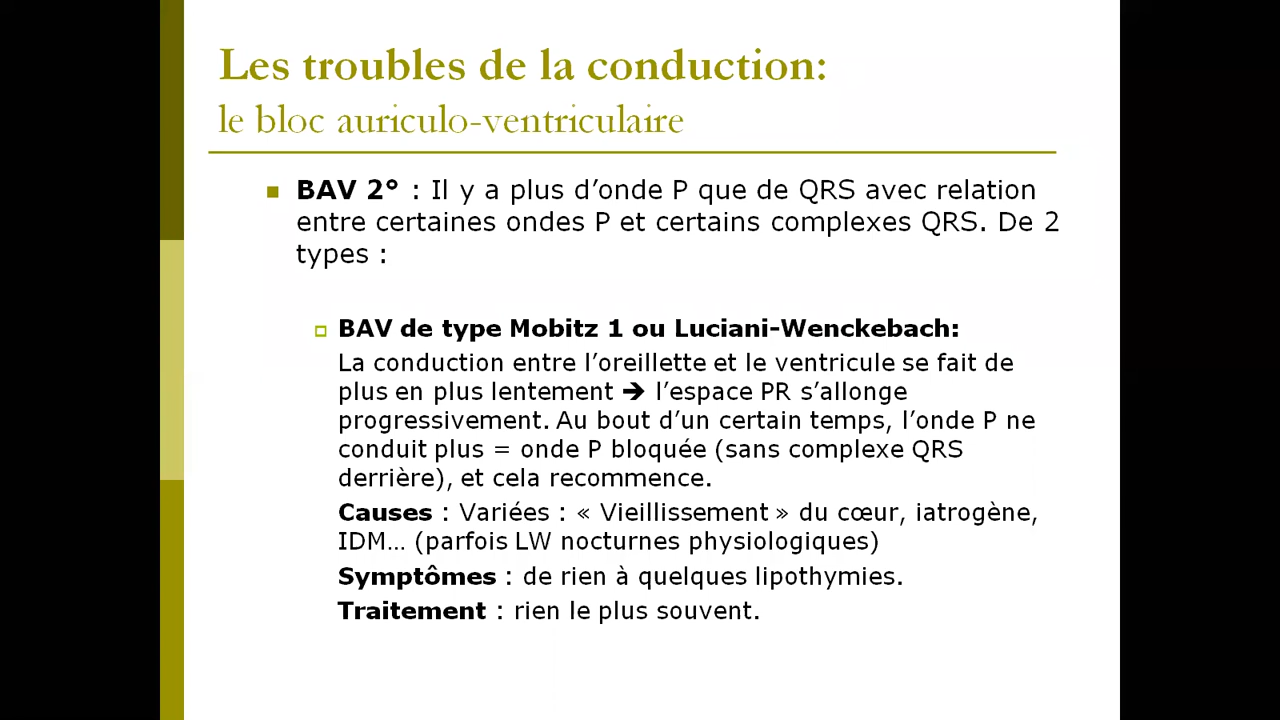 Les troubles de la conduction:
le bloc auriculo-ventriculaire
BAV 2° : Il y a plus d’onde P que de QRS avec relation
entre certaines ondes P et certains complexes QRS. De 2
types :
BAV de type Mobitz 1 ou Luciani-Wenckebach:
La conduction entre l’oreillette et le ventricule se fait de
plus en plus lentement ➔ l’espace PR s’allonge
progressivement. Au bout d’un certain temps, l’onde P ne
conduit plus = onde P bloquée (sans complexe QRS
derrière), et cela recommence.
Causes : Variées : « Vieillissement » du cœur, iatrogène,
IDM… (parfois LW nocturnes physiologiques)
Symptômes : de rien à quelques lipothymies.
Traitement : rien le plus souvent.